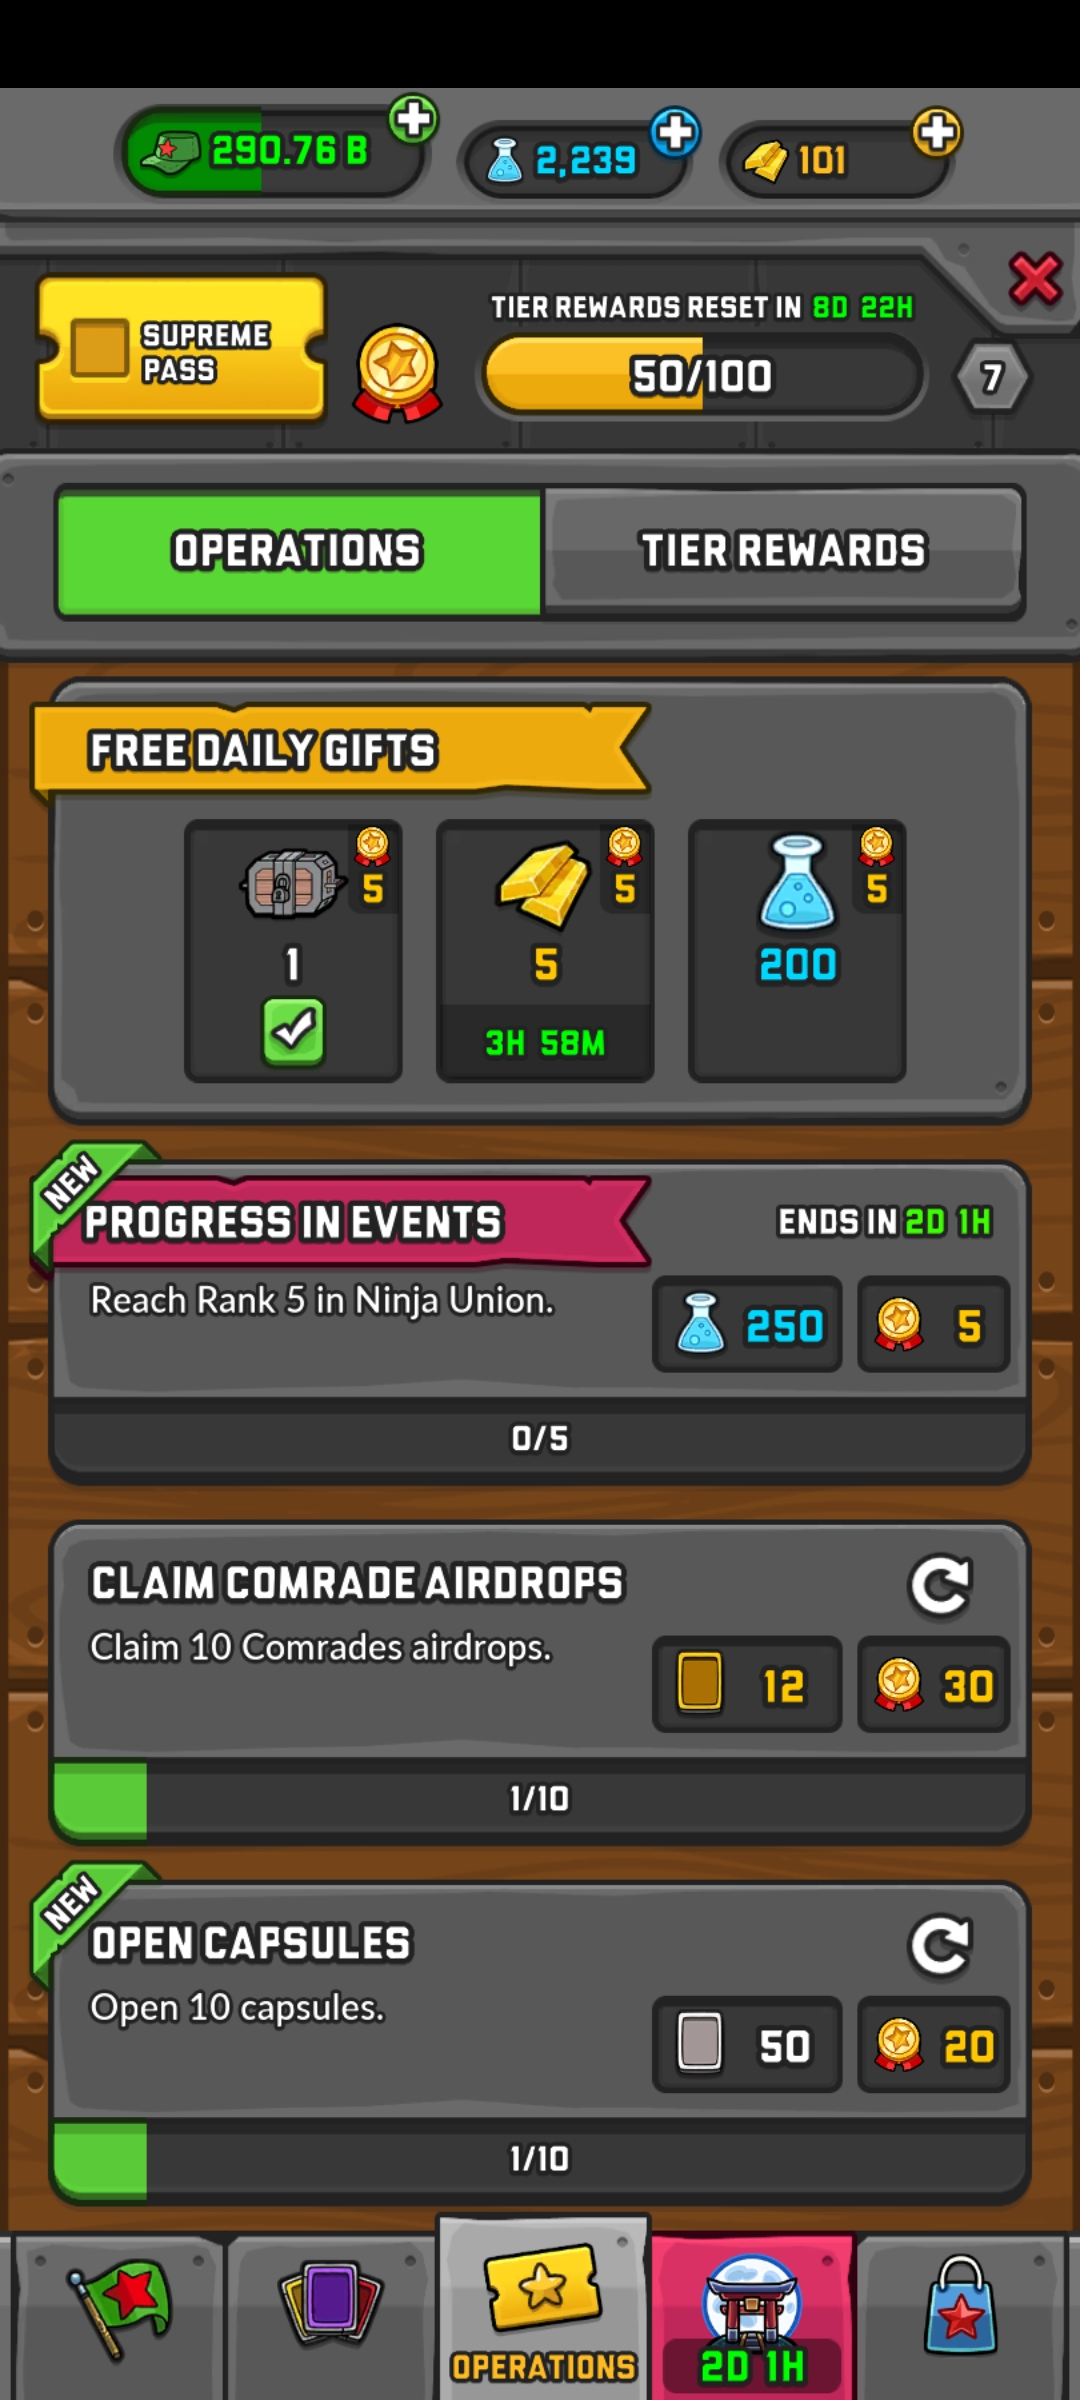 290.76 B
2,239
101
SUPREME
PASS
TIER REWARDS RESET IN 8D 22H
50/100
7
OPERATIONS
TIER REWARDS
FREE DAILY GIFTS
5
5
5
1
5
200
3H 58M
NEW
PROGRESS IN EVENTS
ENDS IN 2D 1H
Reach Rank 5 in Ninja Union.
250
5
0/5
CLAIM COMRADE AIRDROPS
Claim 10 Comrades airdrops.
12
30
1/10
NEW
OPEN CAPSULES
Open 10 capsules.
50
20
1/10
OPERATIONS
2D 1H